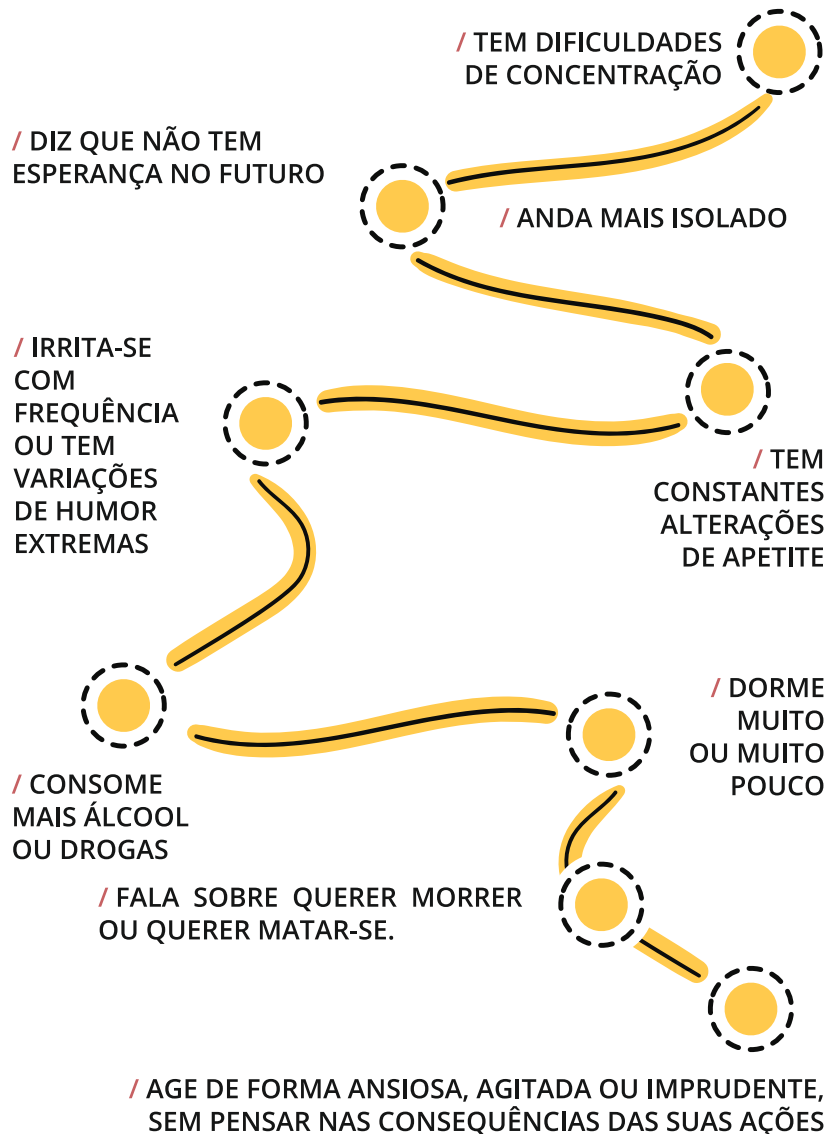 / TEM DIFICULDADES
DE CONCENTRAÇÃO
/ DIZ QUE NÃO TEM
ESPERANÇA NO FUTURO
/ ANDA MAIS ISOLADO
/ IRRITA-SE
COM
FREQUÊNCIA
OU TEM
VARIAÇÕES
DE HUMOR
EXTREMAS
/ TEM
CONSTANTES
ALTERAÇÕES
DE APETITE
/ DORME
MUITO
OU MUITO
POUCO
/ CONSOME
MAIS ÁLCOOL
OU DROGAS
/ FALA SOBRE QUERER MORRER
OU QUERER MATAR-SE.
/ AGE DE FORMA ANSIOSA, AGITADA OU IMPRUDENTE,
SEM PENSAR NAS CONSEQUÊNCIAS DAS SUAS AÇÕES